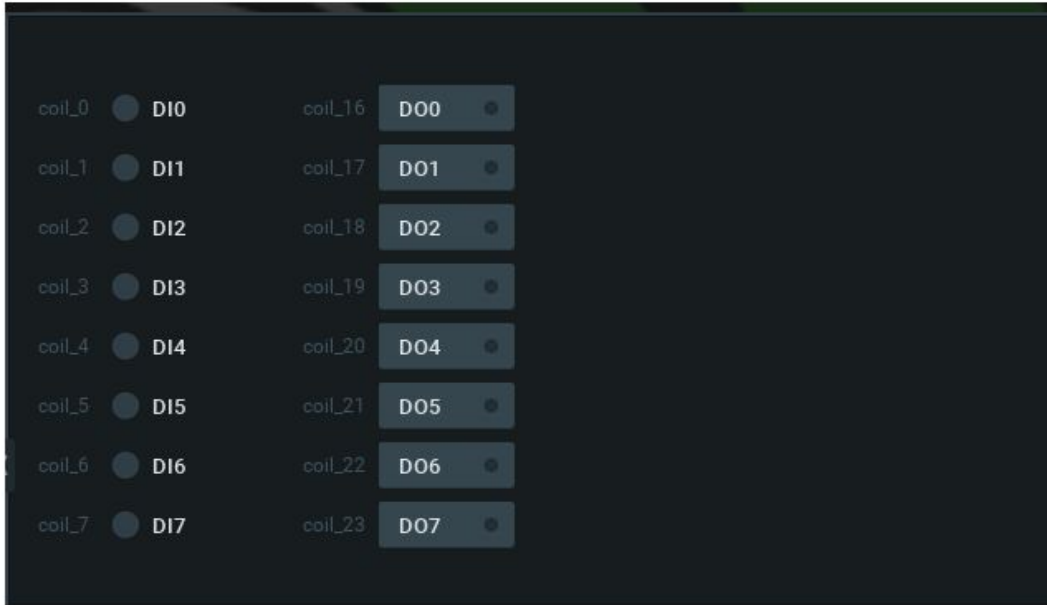 coil_0 DI0 coil_16 DO0
coil_1 DI1 coil_17 DO1
coil_2 DI2 coil_18 DO2
coil_3 DI3 coil_19 DO3
coil_4 DI4 coil_20 DO4
coil_5 DI5 coil_21 DO5
coil_6 DI6 coil_22 DO6
coil_7 DI7 coil_23 DO7